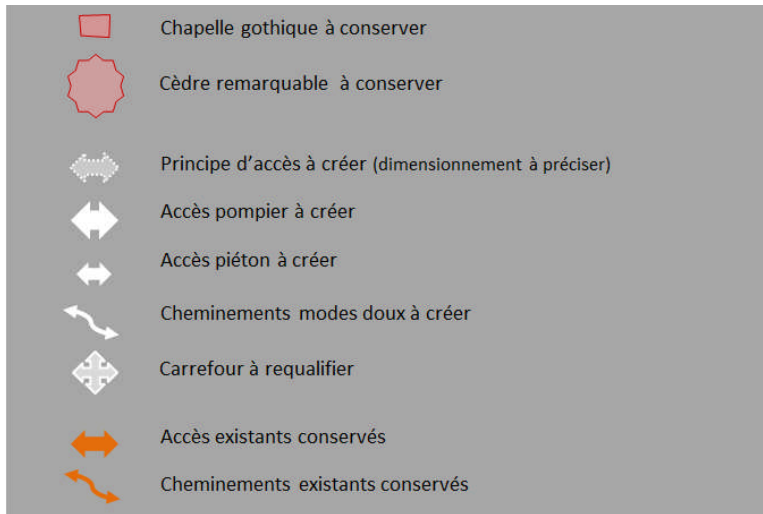 Chapelle gothique à conserver
Cèdre remarquable à conserver
Principe d'accès à créer (dimensionnement à préciser)
Accès pompier à créer
Accès piéton à créer
Cheminements modes doux à créer
Carrefour à requalifier
Accès existants conservés
Cheminements existants conservés